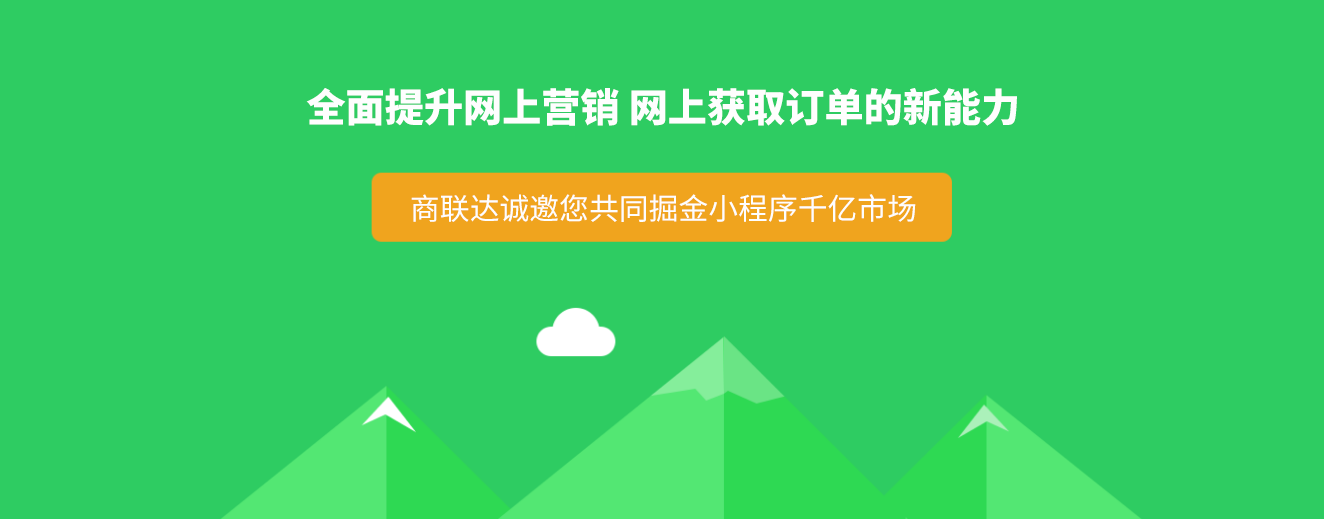 全面提升网上营销 网上获取订单的新能力
商联达诚邀您共同掘金小程序千亿市场